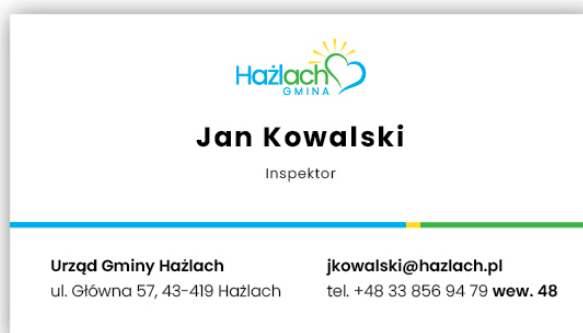 Hażlach
GMINA
Jan Kowalski
Inspektor
Urząd Gminy Hażlach
ul. Główna 57, 43-419 Hażlach
jkowalski@hazlach.pl
tel. +48 33 856 94 79 wew. 48